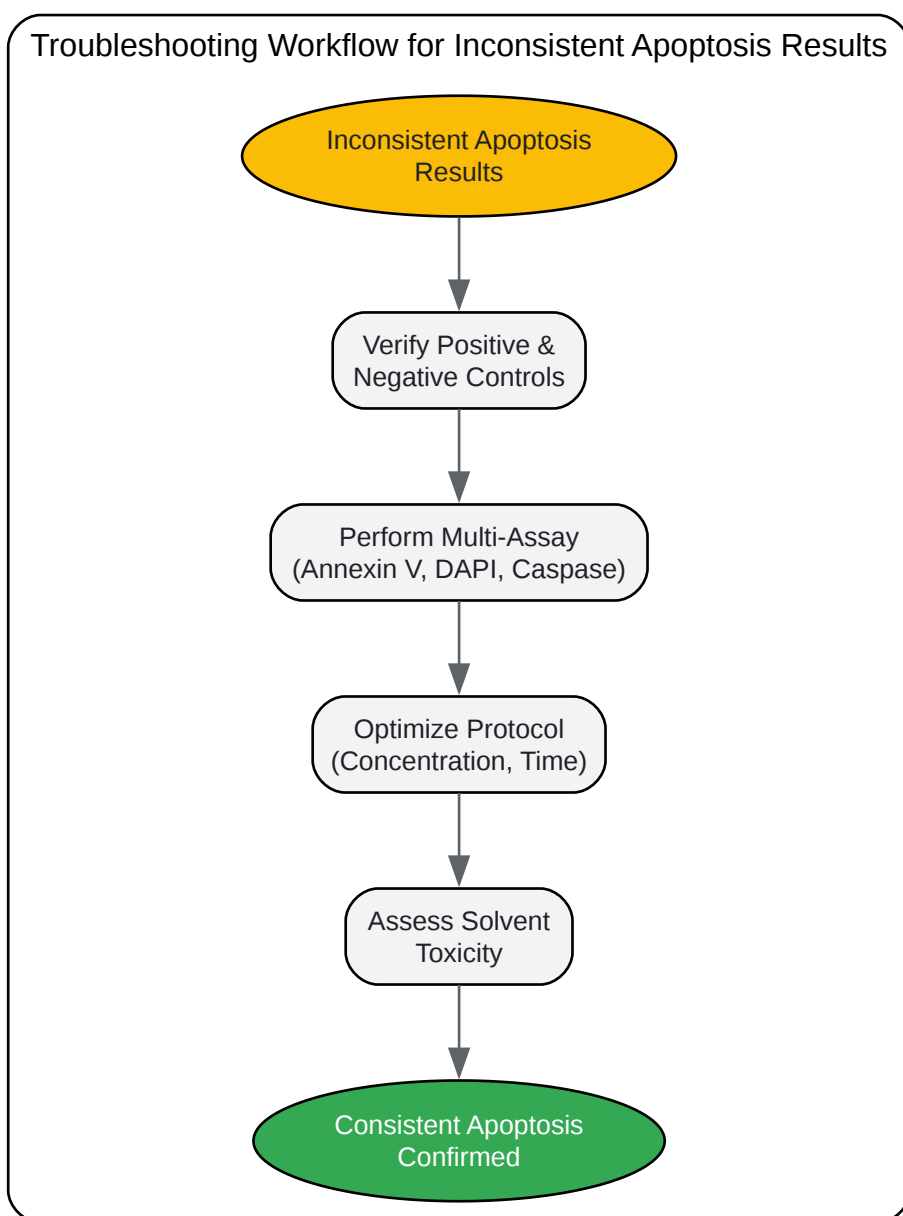 Troubleshooting Workflow for Inconsistent Apoptosis Results
Inconsistent Apoptosis
Results
Verify Positive &
Negative Controls
Perform Multi-Assay
(Annexin V, DAPI, Caspase)
Optimize Protocol
(Concentration, Time)
Assess Solvent
Toxicity
Consistent Apoptosis
Confirmed